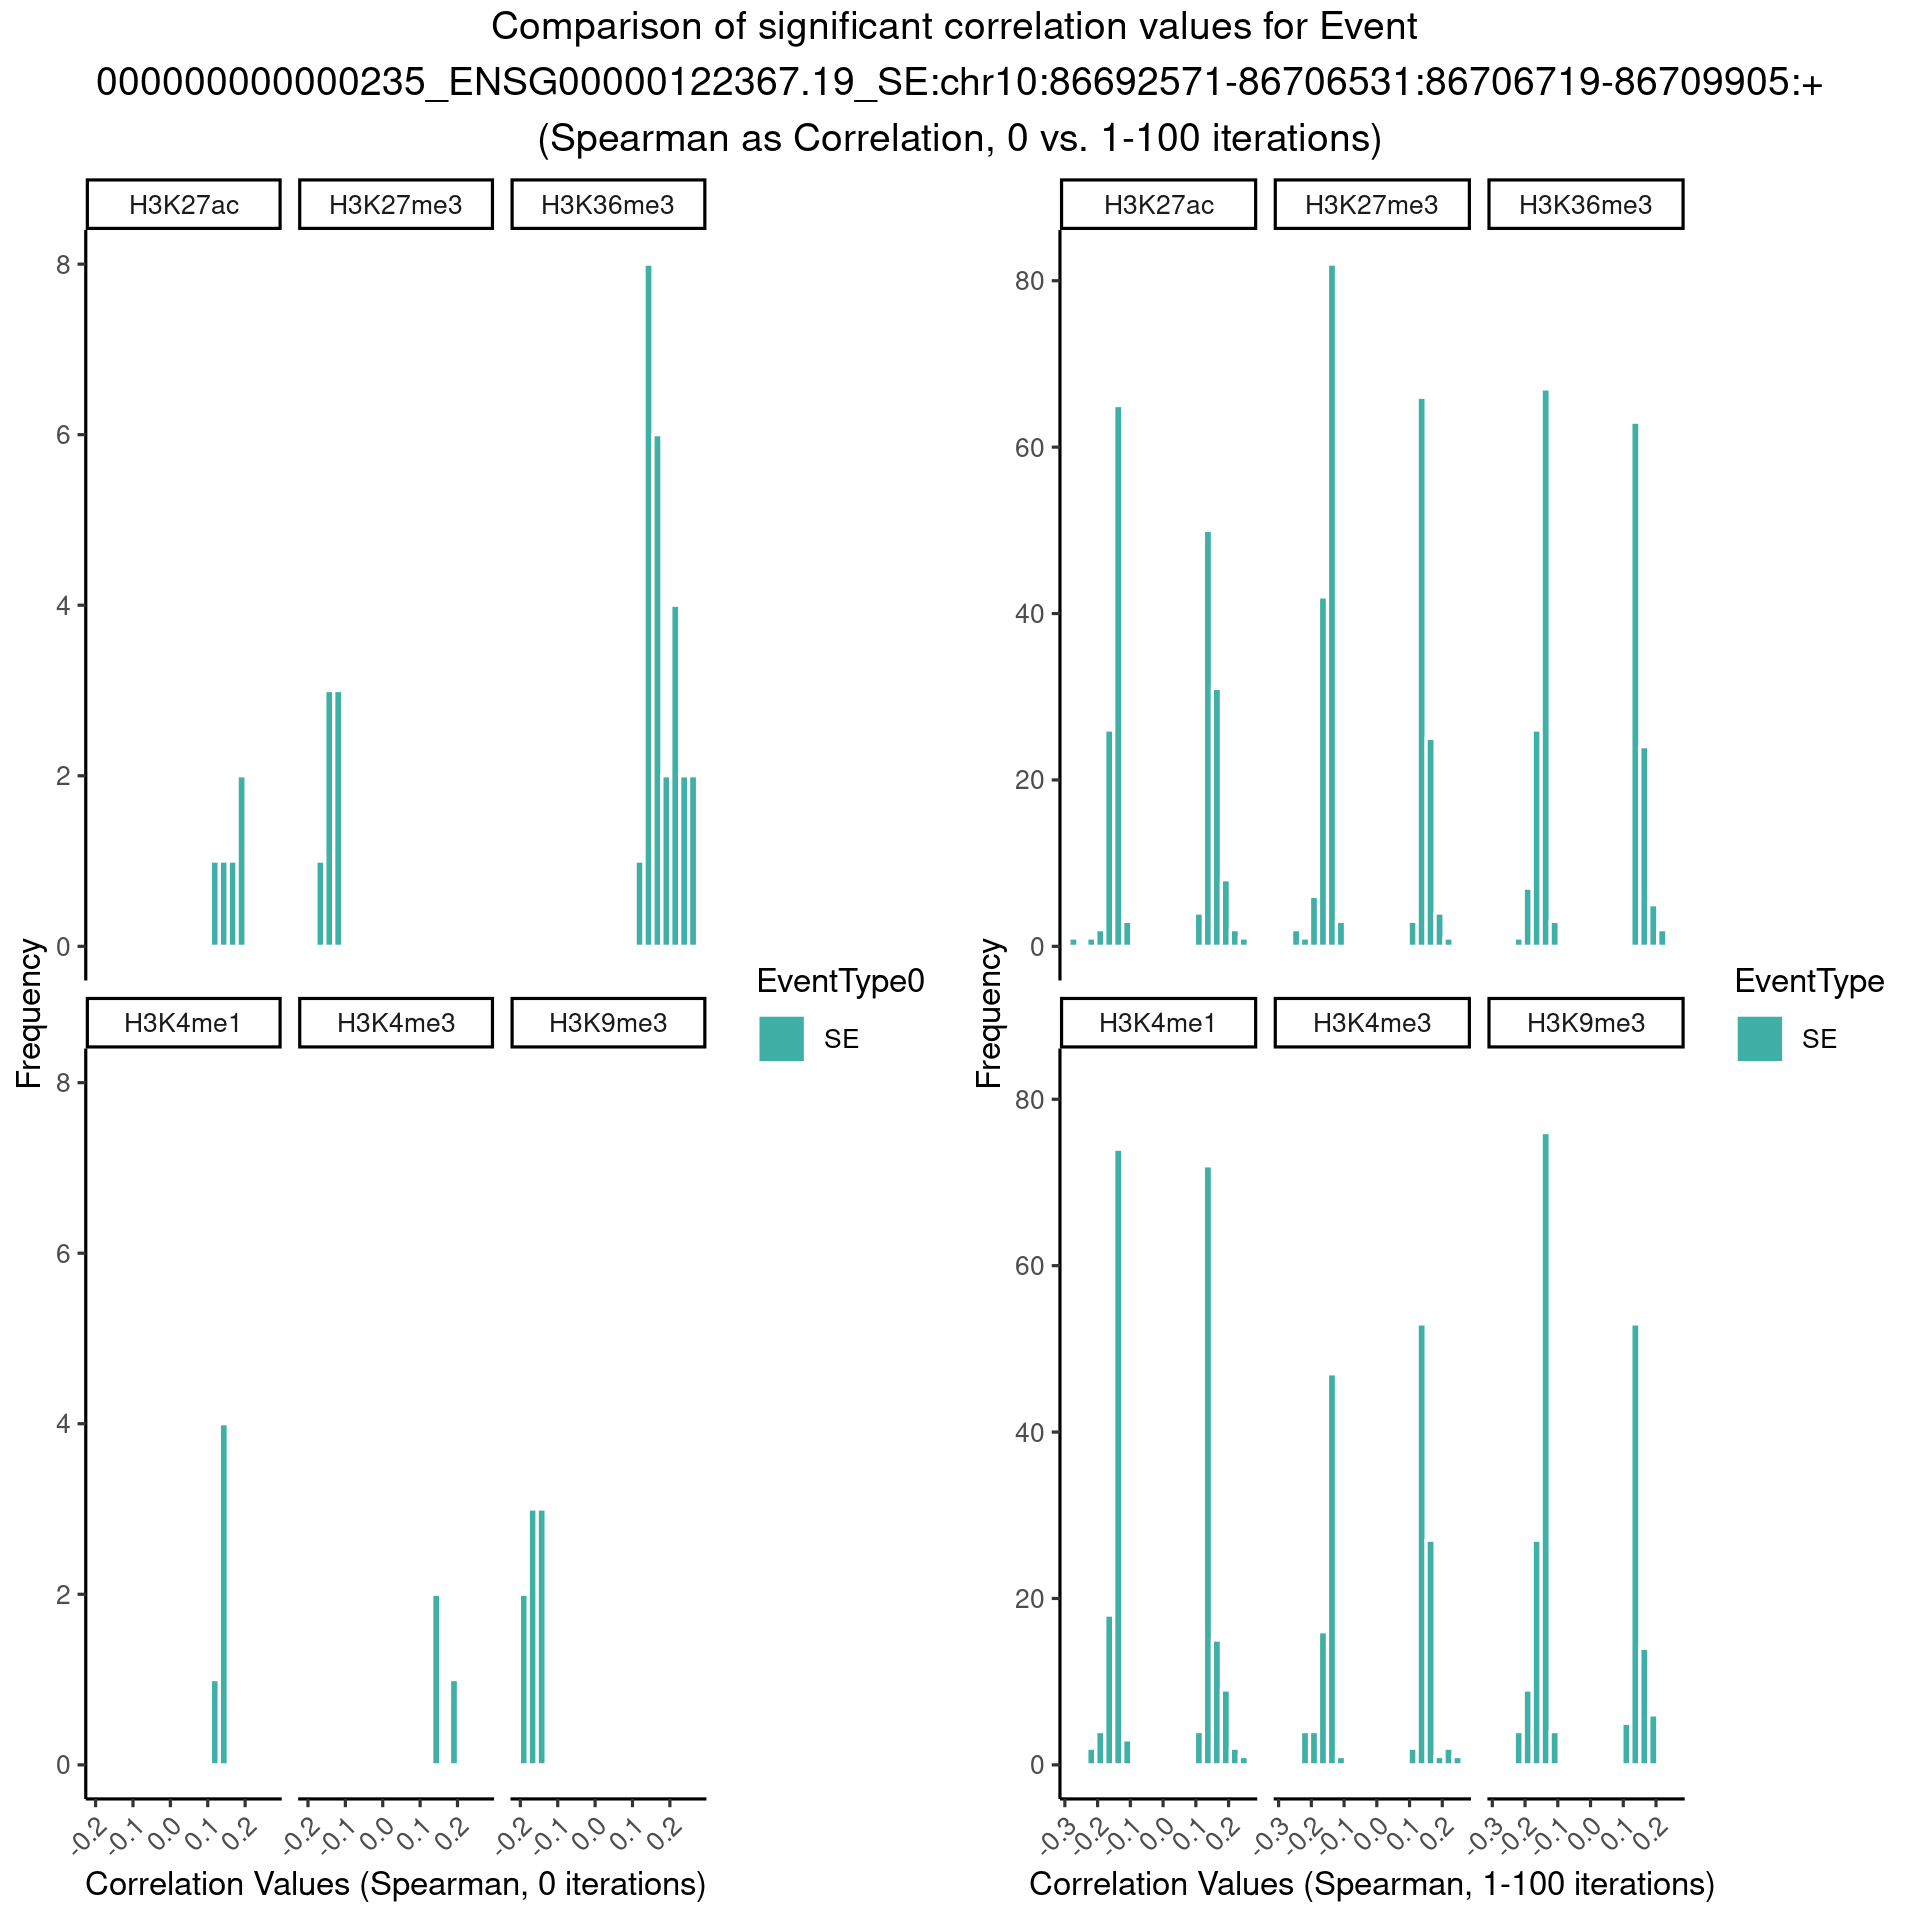 Comparison of significant correlation values for Event
000000000000235_ENSG00000122367.19_SE:chr10:86692571-86706531:86706719-86709905:+
(Spearman as Correlation, 0 vs. 1-100 iterations)
H3K27ac H3K27me3 H3K36me3
8
6
4
2
0
H3K4me1 H3K4me3 H3K9me3
8
6
4
2
0
-0.2 -0.1 0.0 0.1 0.2 -0.2 -0.1 0.0 0.1 0.2 -0.2 -0.1 0.0 0.1 0.2
Frequency
Correlation Values (Spearman, 0 iterations)
EventType0
SE
H3K27ac H3K27me3 H3K36me3
80
60
40
20
0
H3K4me1 H3K4me3 H3K9me3
80
60
40
20
0
-0.3 -0.2 -0.1 0.0 0.1 0.2 -0.3 -0.2 -0.1 0.0 0.1 0.2 -0.3 -0.2 -0.1 0.0 0.1 0.2
Frequency
Correlation Values (Spearman, 1-100 iterations)
EventType
SE